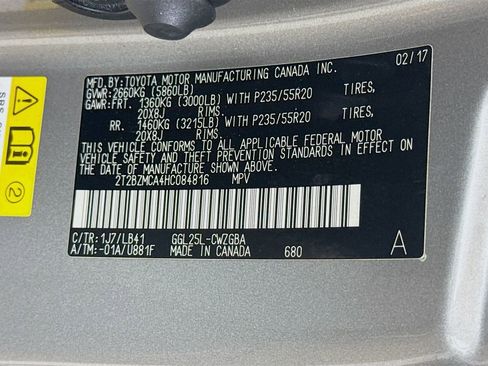 MFD.BY: TOYOTA MOTOR MANUFACTURING CANADA INC. 02/17
GVWR: 2660KG (5860LB)
GAWR: FRT. 1360KG (3000LB) WITH P235/55R20 TIRES,
20X8J RIMS.
RR. 1460KG (3215LB) WITH P235/55R20 TIRES,
20X8J RIMS.
THIS VEHICLE CONFORMS TO ALL APPLICABLE FEDERAL MOTOR
VEHICLE SAFETY AND THEFT PREVENTION STANDARDS IN EFFECT ON
THE DATE OF MANUFACTURE SHOWN ABOVE.
2T2BZMCA4HC084816 MPV
C/TR: 1J7/LB41 GGL25L-CWZGBA
A/TM: -01A/U881F MADE IN CANADA 680 A
2